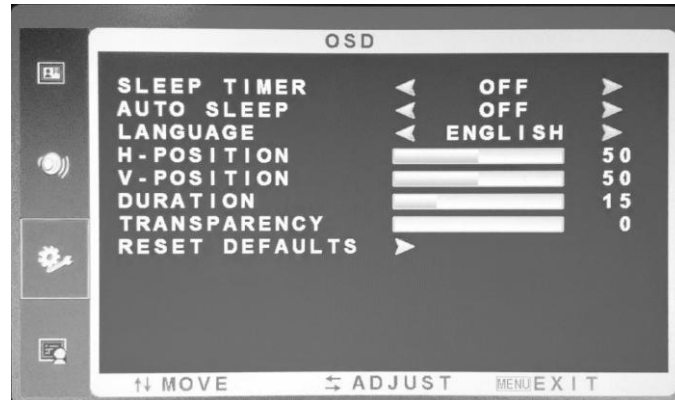 OSD
SLEEP TIMER OFF
AUTO SLEEP OFF
LANGUAGE ENGLISH
H-POSITION 50
V-POSITION 50
DURATION 15
TRANSPARENCY 0
RESET DEFAULTS
↑↓ MOVE ⇆ ADJUST MENU EXIT